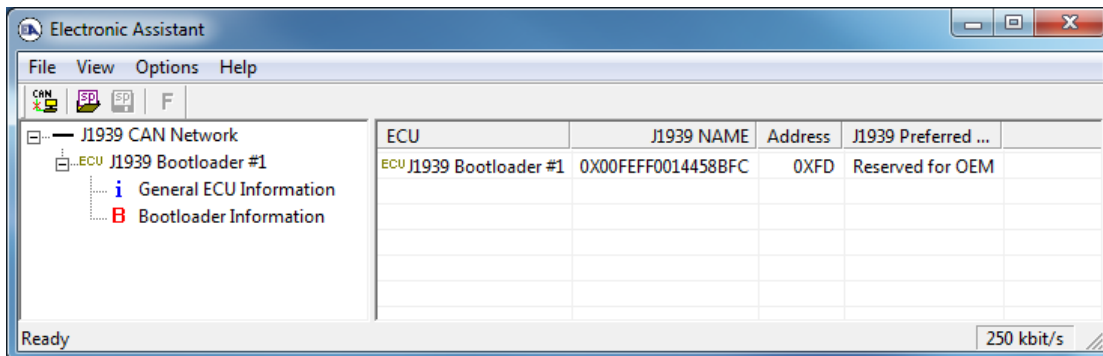 EA Electronic Assistant
File View Options Help
CAN SP SP F
J1939 CAN Network
ECU J1939 Bootloader #1
i General ECU Information
B Bootloader Information
ECU J1939 NAME Address J1939 Preferred ...
ECU J1939 Bootloader #1 0X00FEFF0014458BFC 0XFD Reserved for OEM
Ready 250 kbit/s